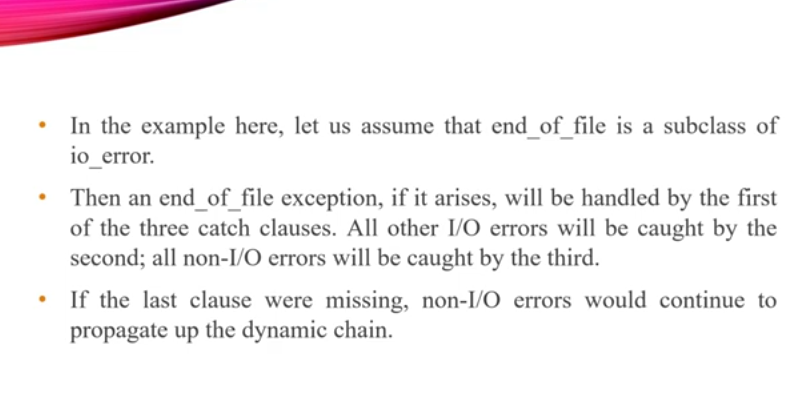 • In the example here, let us assume that end_of_file is a subclass of
io_error.
• Then an end_of_file exception, if it arises, will be handled by the first
of the three catch clauses. All other I/O errors will be caught by the
second; all non-I/O errors will be caught by the third.
• If the last clause were missing, non-I/O errors would continue to
propagate up the dynamic chain.